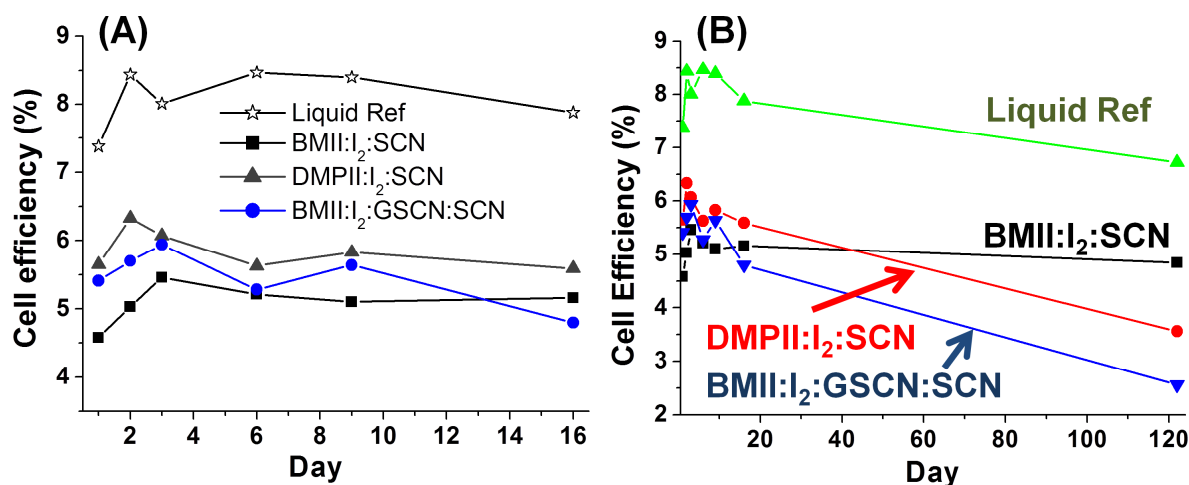 (A)
Cell efficiency (%)
9
8
7
6
5
4
Liquid Ref
BMII:I2:SCN
DMPII:I2:SCN
BMII:I2:GSCN:SCN
2 4 6 8 10 12 14 16
Day
(B)
Cell Efficiency (%)
9
8
7
6
5
4
3
2
Liquid Ref
BMII:I2:SCN
DMPII:I2:SCN
BMII:I2:GSCN:SCN
20 40 60 80 100 120
Day